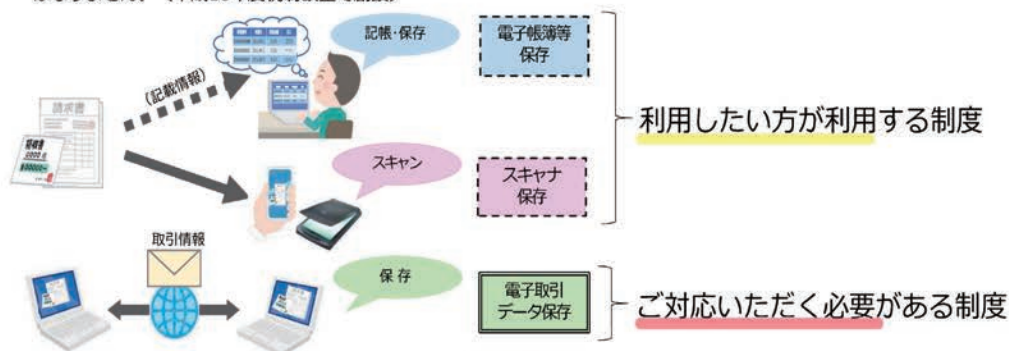 記帳・保存
電子帳簿等
保存
(記載情報)
請求書
領収書
利用したい方が利用する制度
スキャン
スキャナ
保存
取引情報
保存
電子取引
データ保存
ご対応いただく必要がある制度